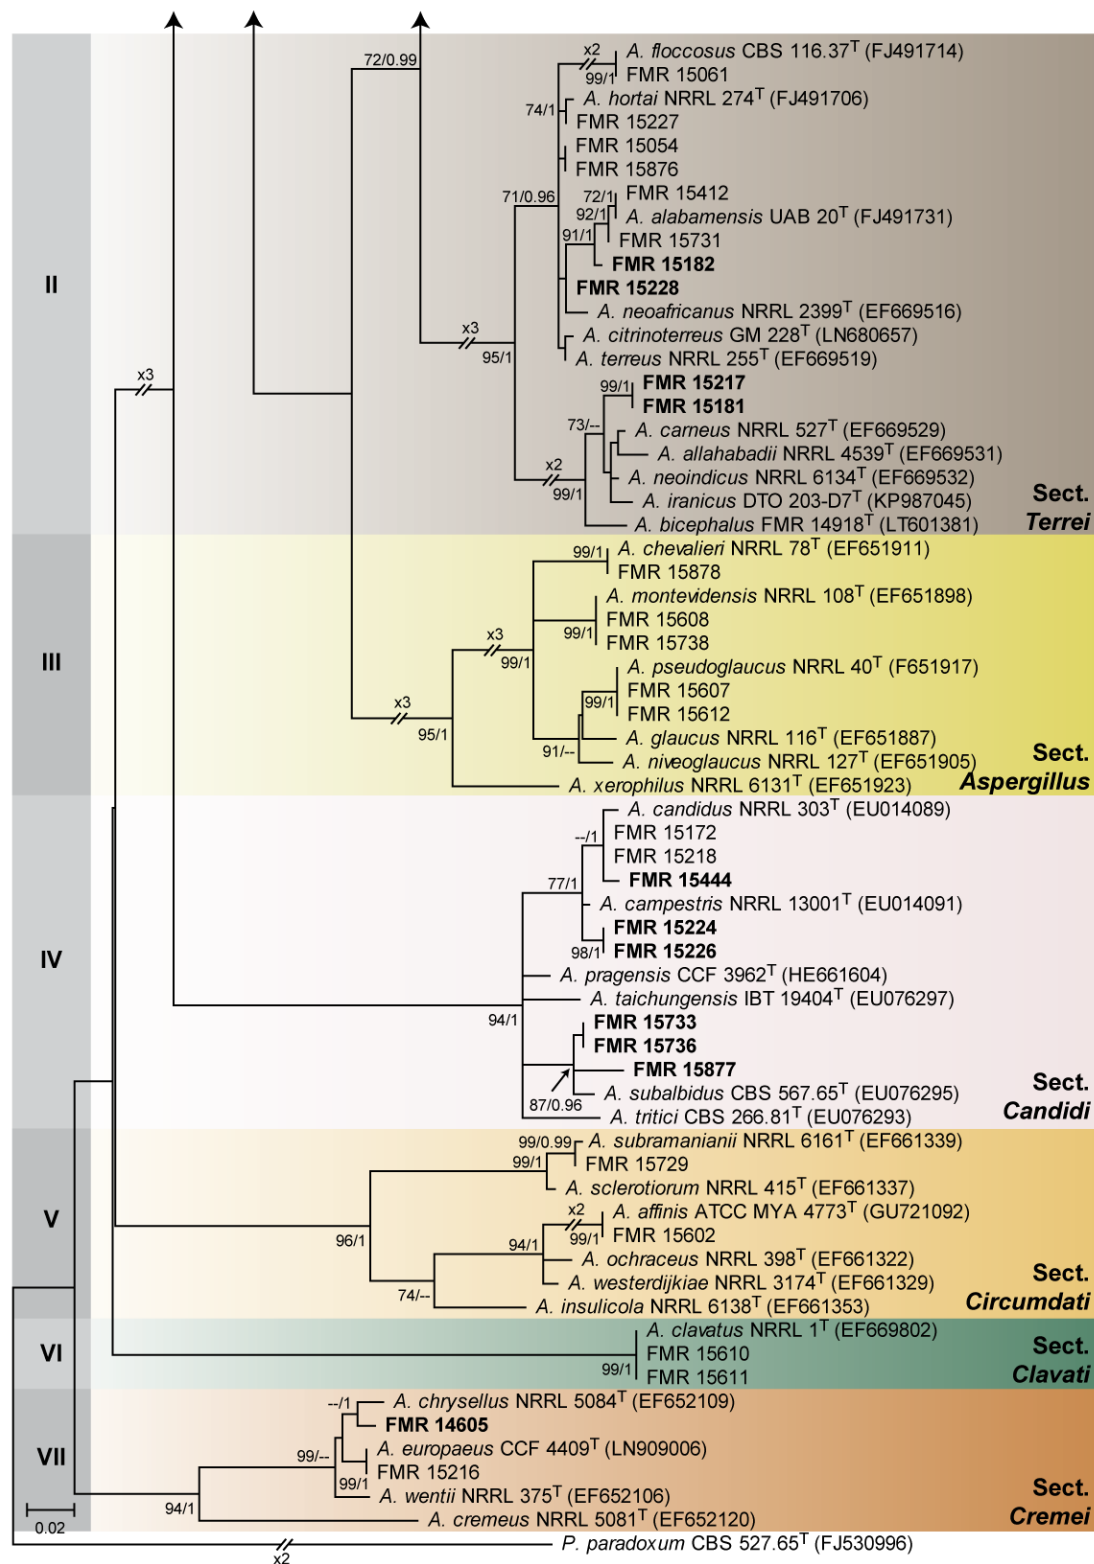 72/0.99
x2
A. floccosus CBS 116.37T (FJ491714)
99/1
FMR 15061
74/1
A. hortai NRRL 274T (FJ491706)
FMR 15227
FMR 15054
FMR 15876
71/0.96
72/1
FMR 15412
92/1
A. alabamensis UAB 20T (FJ491731)
91/1
FMR 15731
FMR 15182
II
FMR 15228
A. neoafricanus NRRL 2399T (EF669516)
x3
95/1
A. citrinoterreus GM 228T (LN680657)
A. terreus NRRL 255T (EF669519)
x3
99/1
FMR 15217
FMR 15181
73/--
A. carneus NRRL 527T (EF669529)
A. allahabadii NRRL 4539T (EF669531)
x2
99/1
A. neoindicus NRRL 6134T (EF669532)
A. iranicus DTO 203-D7T (KP987045)
A. bicephalus FMR 14918T (LT601381)
Sect.
Terrei
99/1
A. chevalieri NRRL 78T (EF651911)
FMR 15878
A. montevidensis NRRL 108T (EF651898)
FMR 15608
99/1
FMR 15738
III
x3
99/1
A. pseudoglaucus NRRL 40T (F651917)
99/1
FMR 15607
FMR 15612
x3
95/1
91/--
A. glaucus NRRL 116T (EF651887)
A. niveoglaucus NRRL 127T (EF651905)
A. xerophilus NRRL 6131T (EF651923)
Sect.
Aspergillus
A. candidus NRRL 303T (EU014089)
--/1
FMR 15172
FMR 15218
77/1
FMR 15444
A. campestris NRRL 13001T (EU014091)
FMR 15224
98/1
FMR 15226
IV
A. pragensis CCF 3962T (HE661604)
A. taichungensis IBT 19404T (EU076297)
94/1
FMR 15733
FMR 15736
FMR 15877
87/0.96
A. subalbidus CBS 567.65T (EU076295)
A. tritici CBS 266.81T (EU076293)
Sect.
Candidi
99/0.99
A. subramanianii NRRL 6161T (EF661339)
99/1
FMR 15729
A. sclerotiorum NRRL 415T (EF661337)
V
96/1
x2
A. affinis ATCC MYA 4773T (GU721092)
94/1
99/1
FMR 15602
A. ochraceus NRRL 398T (EF661322)
74/--
A. westerdijkiae NRRL 3174T (EF661329)
A. insulicola NRRL 6138T (EF661353)
Sect.
Circumdati
VI
A. clavatus NRRL 1T (EF669802)
FMR 15610
99/1
FMR 15611
Sect.
Clavati
--/1
A. chrysellus NRRL 5084T (EF652109)
FMR 14605
VII
99/--
A. europaeus CCF 4409T (LN909006)
99/1
FMR 15216
A. wentii NRRL 375T (EF652106)
94/1
A. cremeus NRRL 5081T (EF652120)
Sect.
Cremei
0.02
x2
P. paradoxum CBS 527.65T (FJ530996)